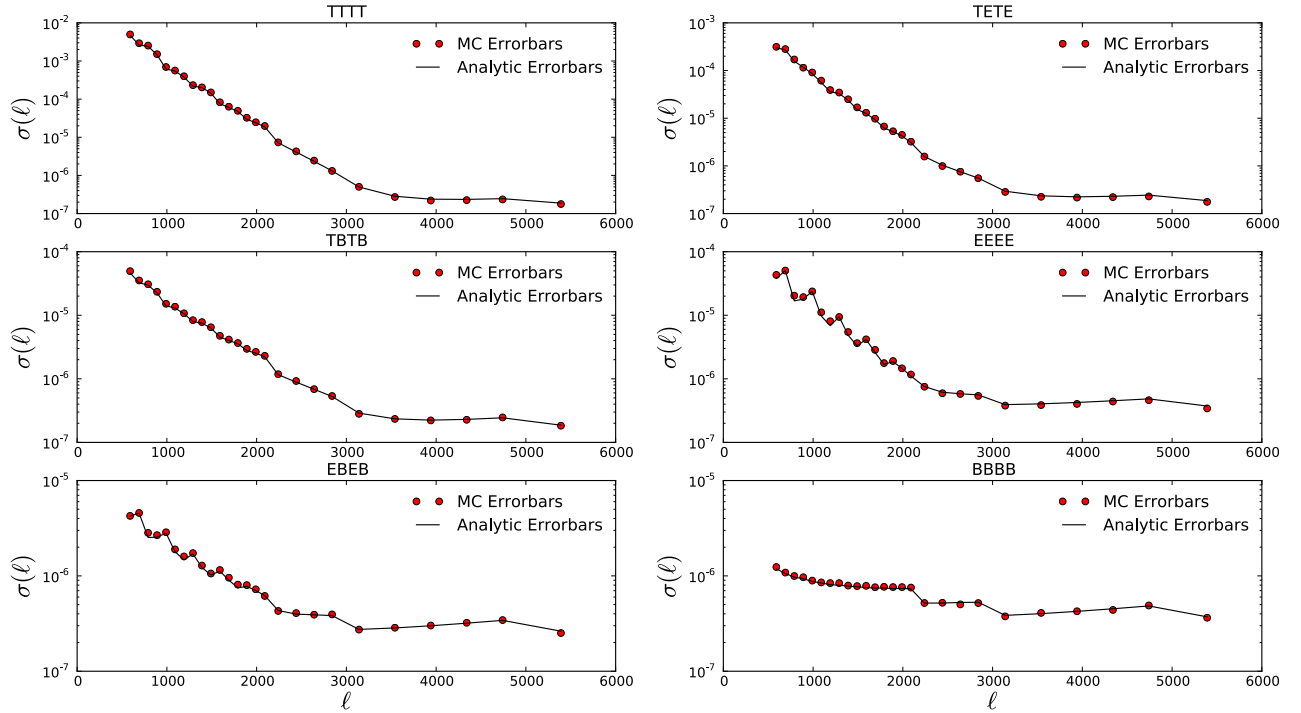 TTTT
10^-2
10^-3
10^-4
10^-5
10^-6
10^-7
σ(ℓ)
MC Errorbars
Analytic Errorbars
0 1000 2000 3000 4000 5000 6000
TETE
10^-3
10^-4
10^-5
10^-6
10^-7
σ(ℓ)
MC Errorbars
Analytic Errorbars
0 1000 2000 3000 4000 5000 6000
TBTB
10^-4
10^-5
10^-6
10^-7
σ(ℓ)
MC Errorbars
Analytic Errorbars
0 1000 2000 3000 4000 5000 6000
EEEE
10^-4
10^-5
10^-6
10^-7
σ(ℓ)
MC Errorbars
Analytic Errorbars
0 1000 2000 3000 4000 5000 6000
EBEB
10^-5
10^-6
10^-7
σ(ℓ)
MC Errorbars
Analytic Errorbars
0 1000 2000 3000 4000 5000 6000
ℓ
BBBB
10^-5
10^-6
10^-7
σ(ℓ)
MC Errorbars
Analytic Errorbars
0 1000 2000 3000 4000 5000 6000
ℓ